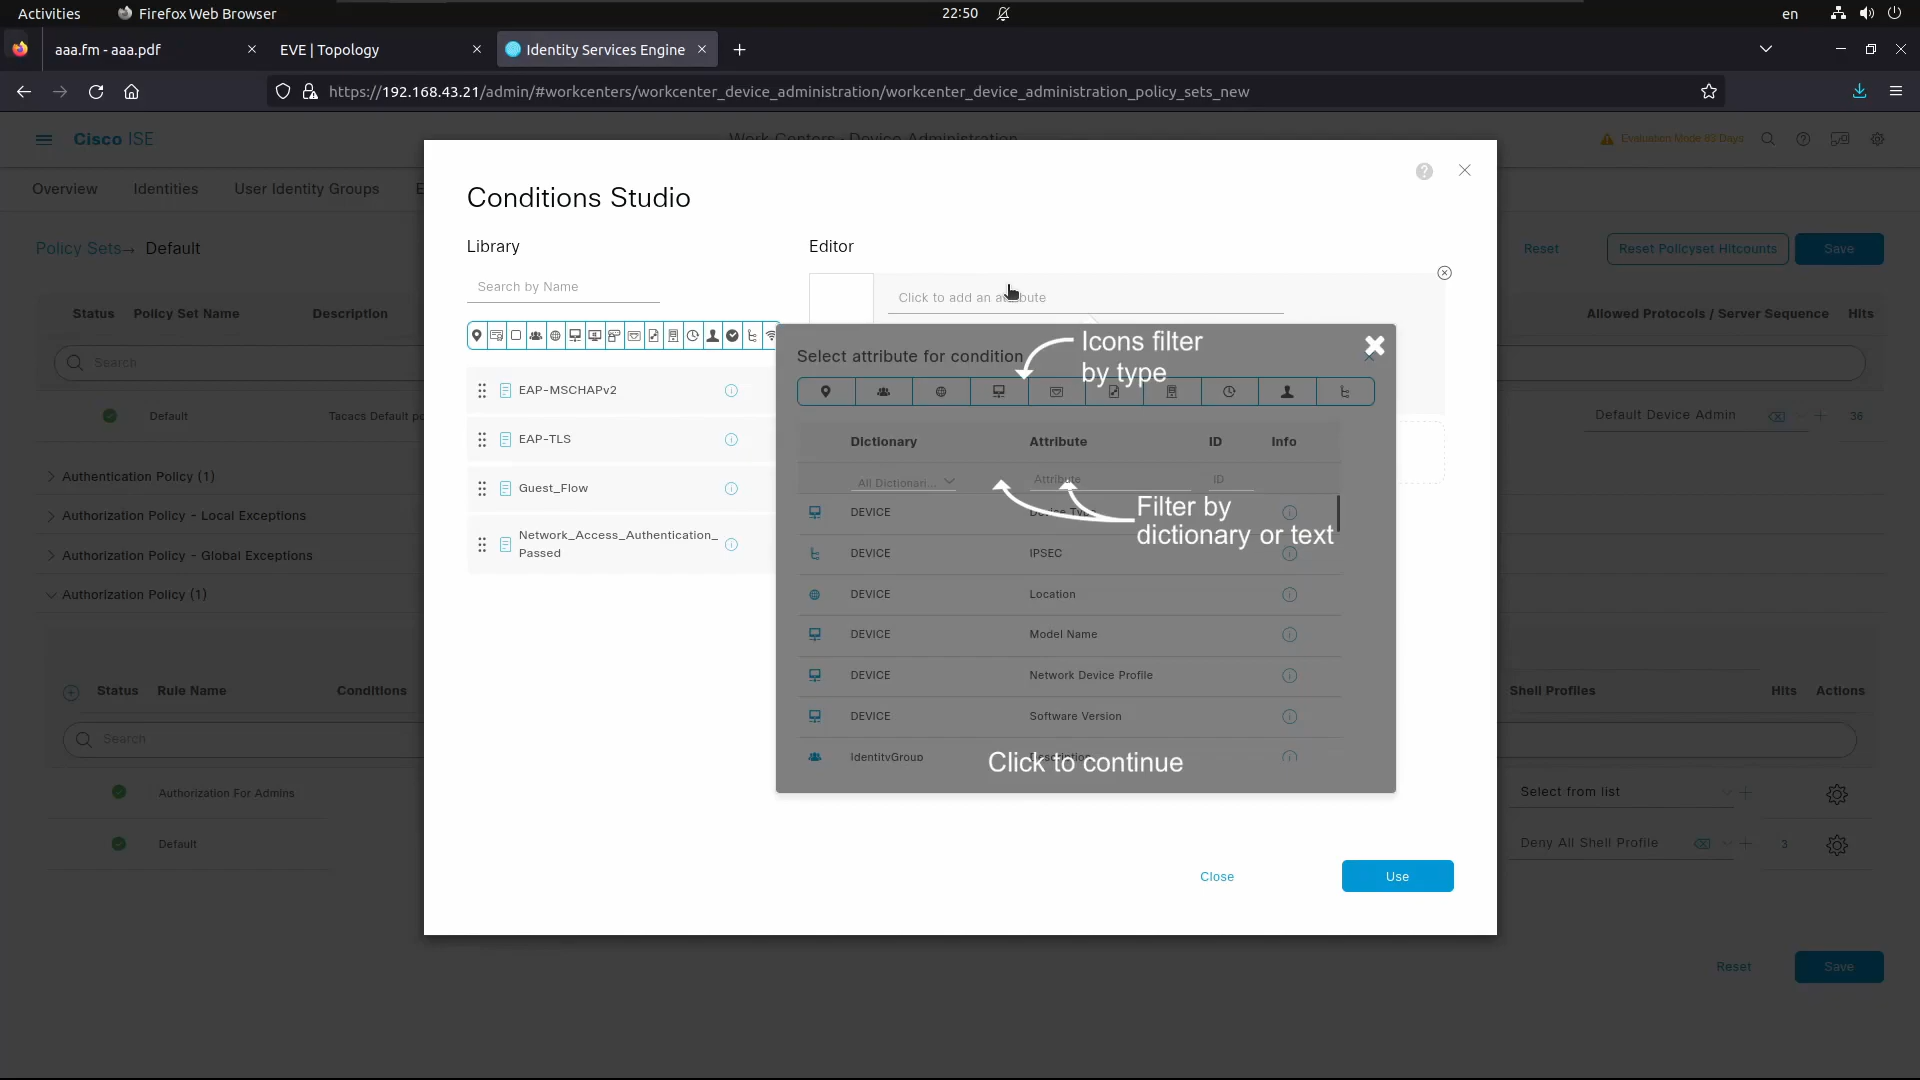 Activities
Firefox Web Browser
22:50
en
aaa.fm - aaa.pdf
EVE | Topology
Identity Services Engine
https://192.168.43.21/admin/#workcenters/workcenter_device_administration/workcenter_device_administration_policy_sets_new
Cisco ISE
Work Centers · Device Administration
Evaluation Mode 83 Days
Overview
Identities
User Identity Groups
E
Policy Sets→ Default
Reset
Reset Policyset Hitcounts
Save
Status
Policy Set Name
Description
Allowed Protocols / Server Sequence
Hits
Search
Default
Tacacs Default po
Default Device Admin
36
Authentication Policy (1)
Authorization Policy - Local Exceptions
Authorization Policy - Global Exceptions
Authorization Policy (1)
Status
Rule Name
Conditions
Shell Profiles
Hits
Actions
Search
Authorization For Admins
Select from list
Default
Deny All Shell Profile
3
Reset
Save
Conditions Studio
Library
Search by Name
EAP-MSCHAPv2
EAP-TLS
Guest_Flow
Network_Access_Authentication_
Passed
Editor
Click to add an attribute
Select attribute for condition
Icons filter
by type
Dictionary
Attribute
ID
Info
All Dictionari...
Attribute
ID
Filter by
dictionary or text
DEVICE
Device Type
DEVICE
IPSEC
DEVICE
Location
DEVICE
Model Name
DEVICE
Network Device Profile
DEVICE
Software Version
IdentityGroup
Description
Click to continue
Close
Use